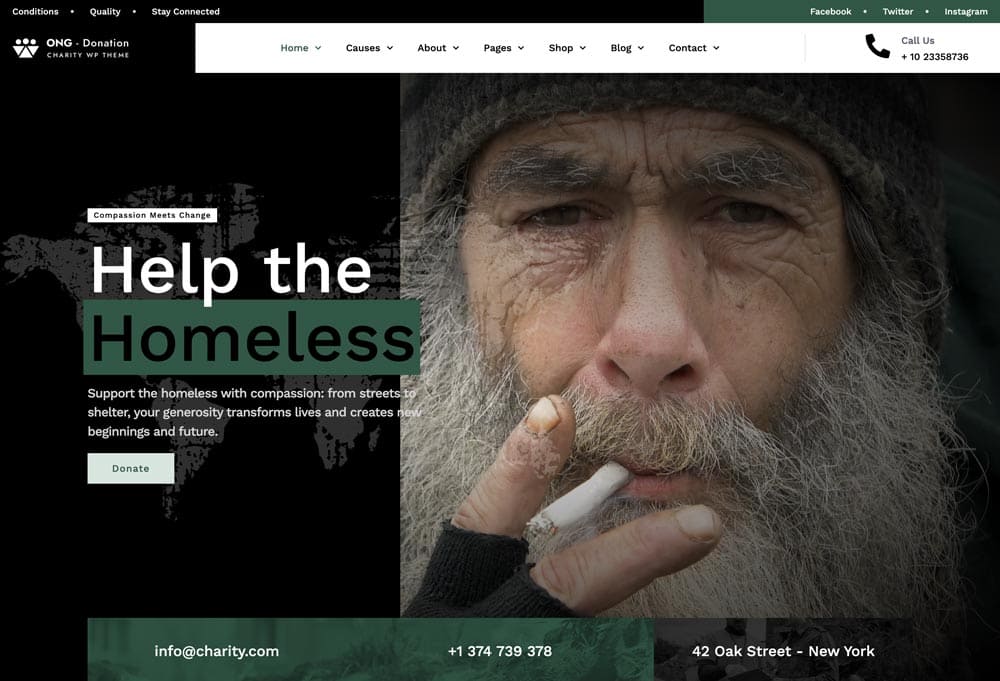 Conditions • Quality • Stay Connected
Facebook • Twitter • Instagram
ONG - Donation
CHARITY WP THEME
Home Causes About Pages Shop Blog Contact
Call Us
+ 10 23358736
Compassion Meets Change
Help the
Homeless
Support the homeless with compassion: from streets to
shelter, your generosity transforms lives and creates new
beginnings and future.
Donate
info@charity.com
+1 374 739 378
42 Oak Street - New York